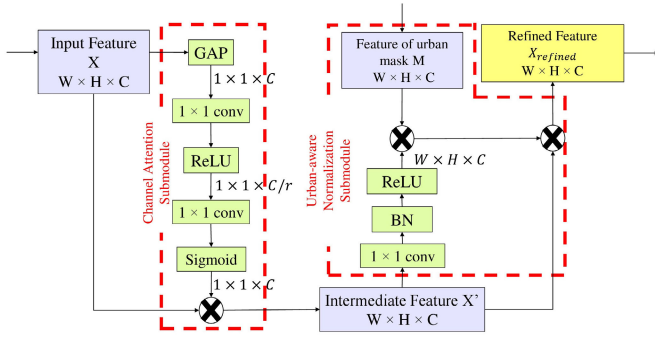 Input Feature
X
W × H × C
GAP
1 × 1 × C
1 × 1 conv
ReLU
1 × 1 × C/r
1 × 1 conv
Sigmoid
1 × 1 × C
Channel Attention
Submodule
Feature of urban
mask M
W × H × C
Refined Feature
X_refined
W × H × C
W × H × C
ReLU
BN
1 × 1 conv
Urban-aware
Normalization
Submodule
Intermediate Feature X’
W × H × C